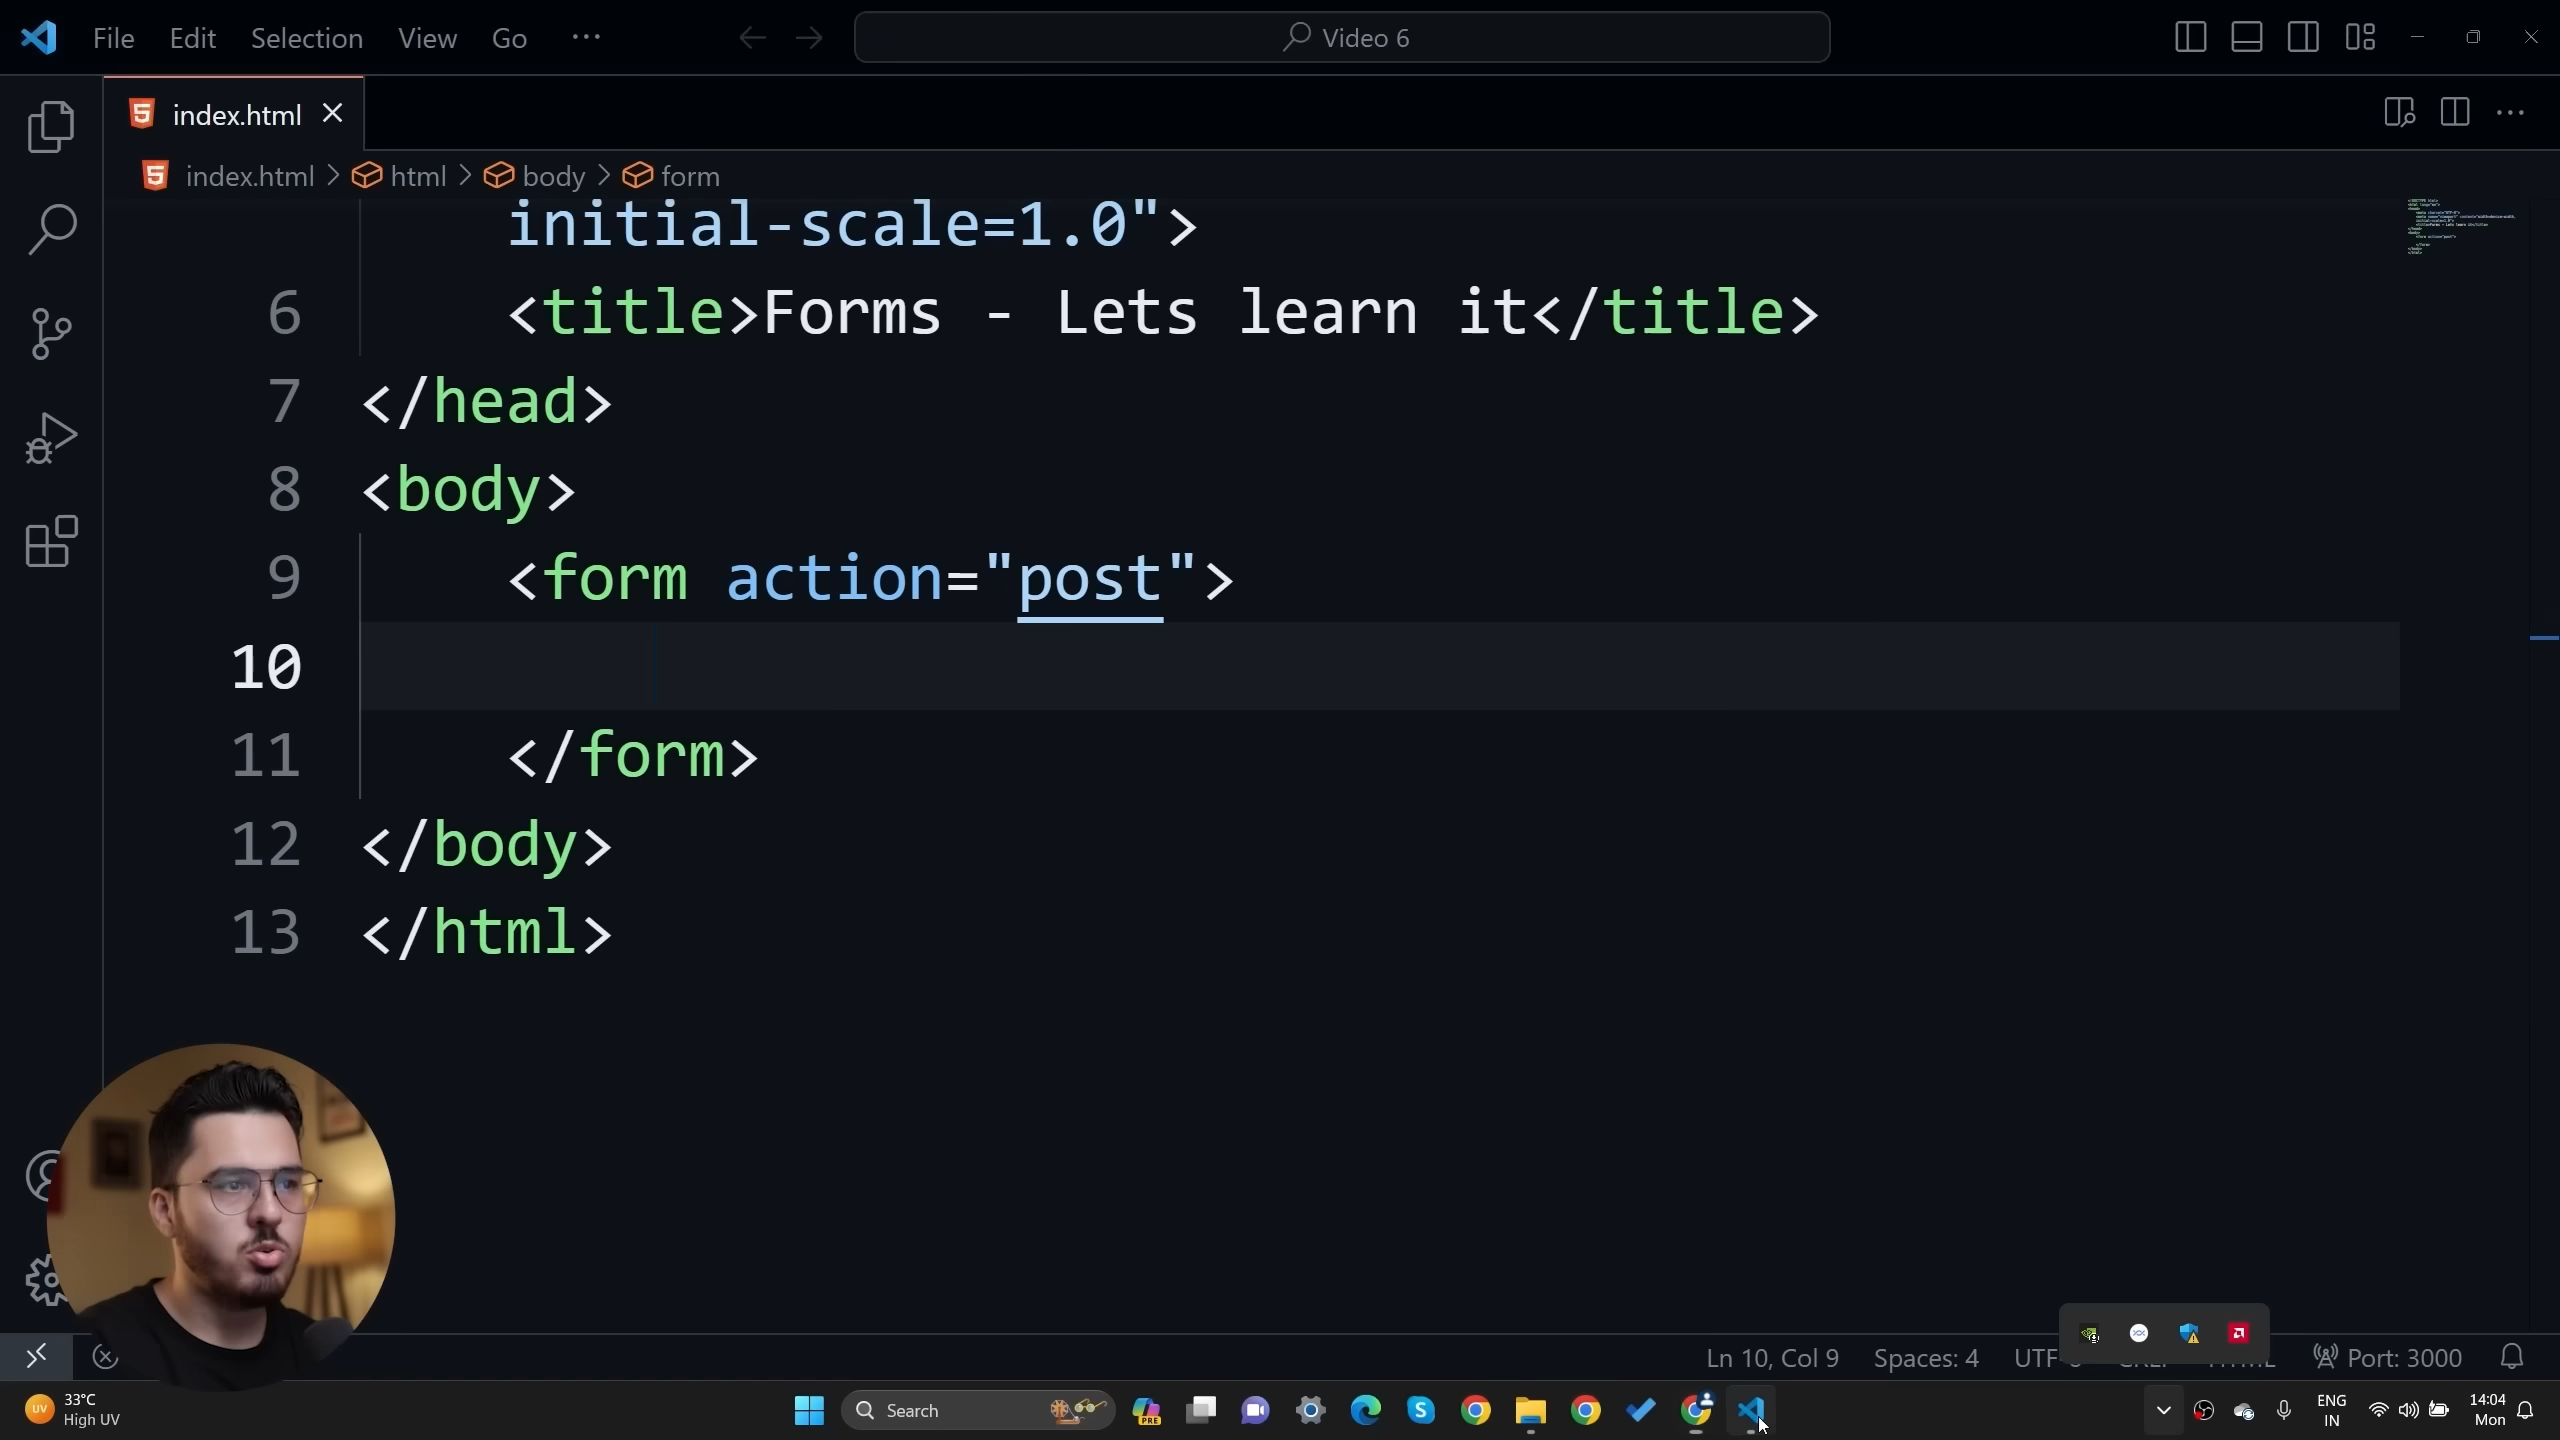 File Edit Selection View Go ... Video 6
index.html
index.html > html > body > form
initial-scale=1.0">
6 <title>Forms - Lets learn it</title>
7 </head>
8 <body>
9 <form action="post">
10
11 </form>
12 </body>
13 </html>
Ln 10, Col 9 Spaces: 4 Port: 3000
33°C
High UV
UV
Search
PRE
ENG
IN
14:04
Mon